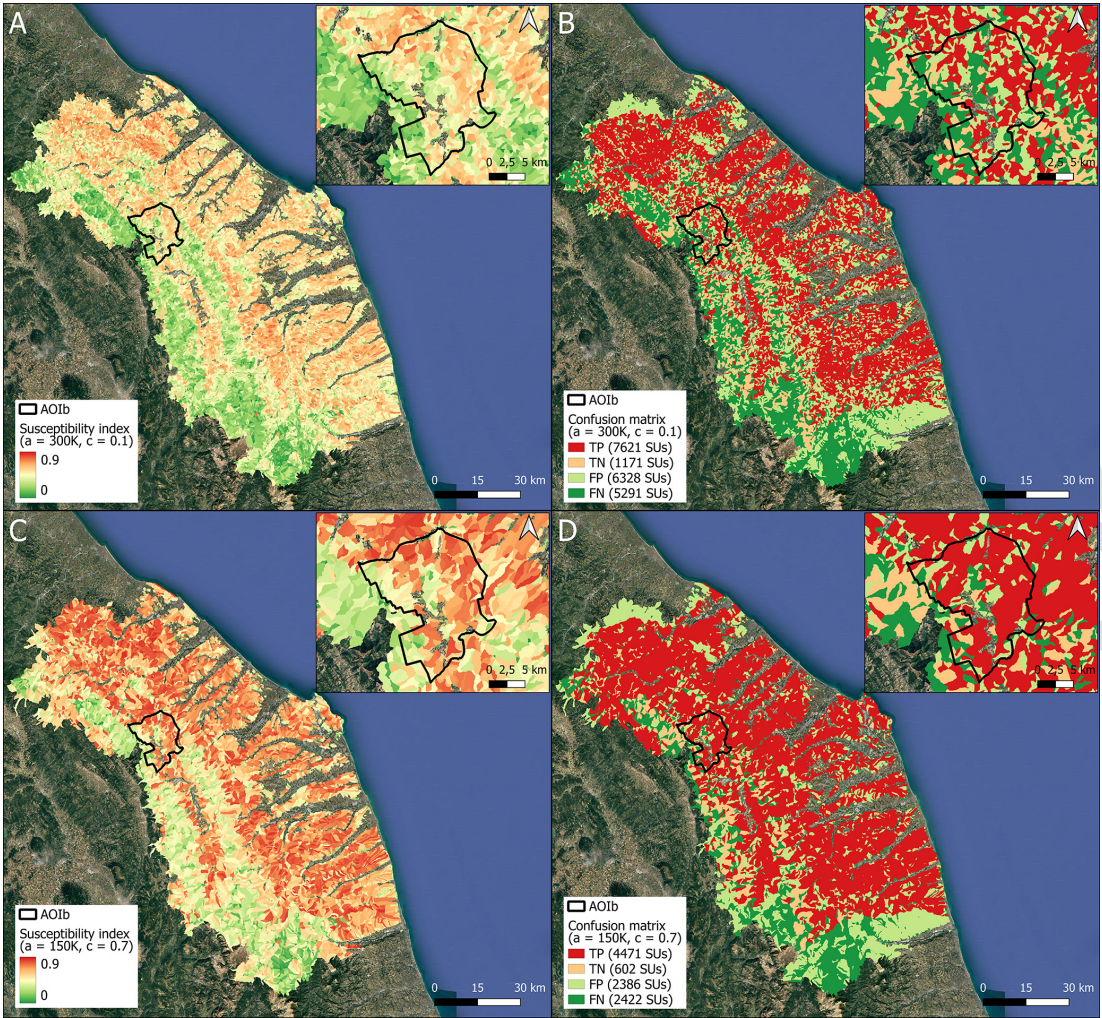 A
0 2,5 5 km
AOIb
Susceptibility index
(a = 300K, c = 0.1)
0.9
0
0 15 30 km
B
0 2,5 5 km
AOIb
Confusion matrix
(a = 300K, c = 0.1)
TP (7621 SUs)
TN (1171 SUs)
FP (6328 SUs)
FN (5291 SUs)
0 15 30 km
C
0 2,5 5 km
AOIb
Susceptibility index
(a = 150K, c = 0.7)
0.9
0
0 15 30 km
D
0 2,5 5 km
AOIb
Confusion matrix
(a = 150K, c = 0.7)
TP (4471 SUs)
TN (602 SUs)
FP (2386 SUs)
FN (2422 SUs)
0 15 30 km